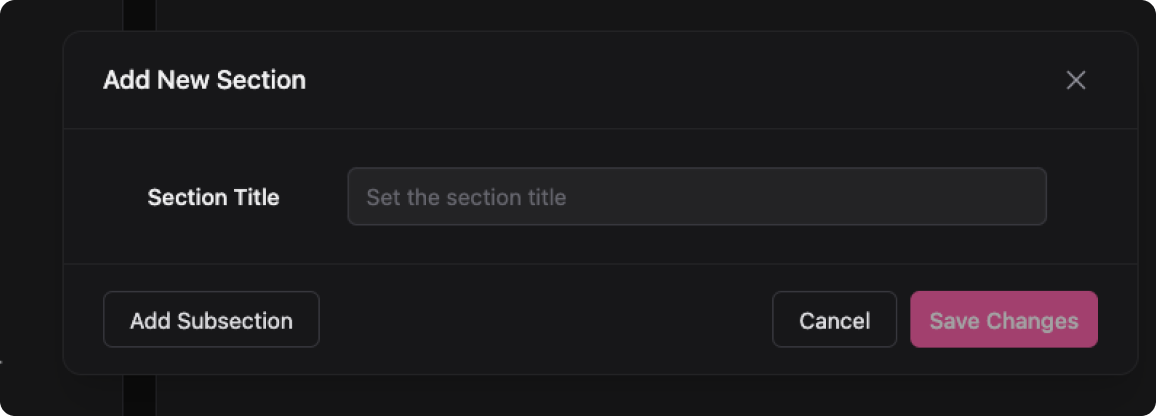 Add New Section
Section Title
Set the section title
Add Subsection
Cancel
Save Changes